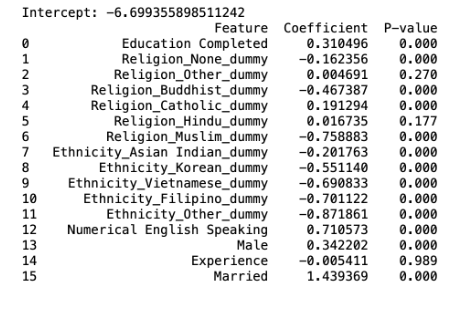 Intercept: -6.699355898511242
Feature Coefficient P-value
0 Education Completed 0.310496 0.000
1 Religion_None_dummy -0.162356 0.000
2 Religion_Other_dummy 0.004691 0.270
3 Religion_Buddhist_dummy -0.467387 0.000
4 Religion_Catholic_dummy 0.191294 0.000
5 Religion_Hindu_dummy 0.016735 0.177
6 Religion_Muslim_dummy -0.758883 0.000
7 Ethnicity_Asian Indian_dummy -0.201763 0.000
8 Ethnicity_Korean_dummy -0.551140 0.000
9 Ethnicity_Vietnamese_dummy -0.690833 0.000
10 Ethnicity_Filipino_dummy -0.701122 0.000
11 Ethnicity_Other_dummy -0.871861 0.000
12 Numerical English Speaking 0.710573 0.000
13 Male 0.342202 0.000
14 Experience -0.005411 0.989
15 Married 1.439369 0.000